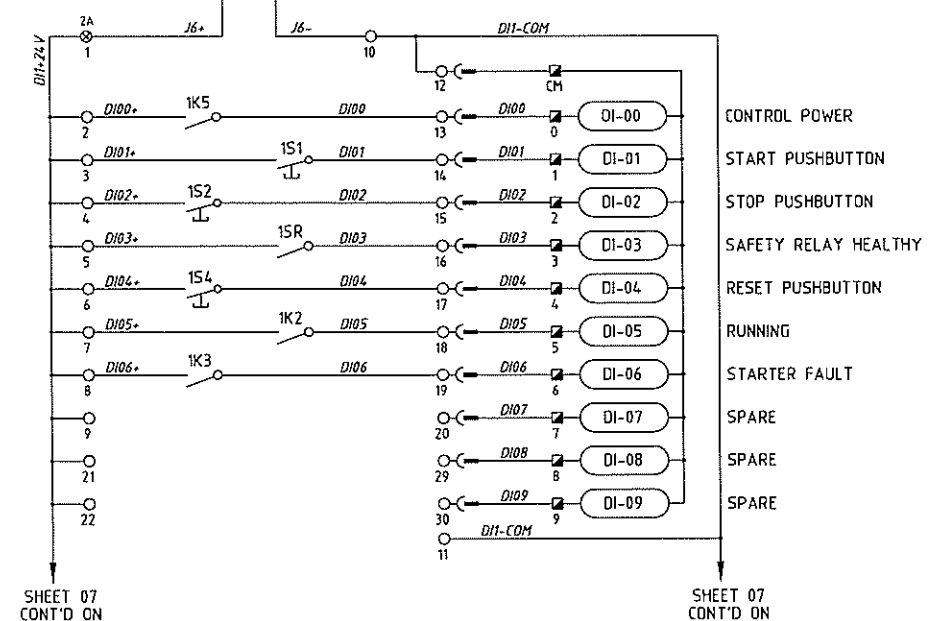 2A
J6+ J6- DI1-COM
1 10
DI1+24V
12 CM
DI00+ 1K5 DI00 DI00 DI-00 CONTROL POWER
2 13 0
DI01+ 1S1 DI01 DI01 DI-01 START PUSHBUTTON
3 14 1
DI02+ 1S2 DI02 DI02 DI-02 STOP PUSHBUTTON
4 15 2
DI03+ 1SR DI03 DI03 DI-03 SAFETY RELAY HEALTHY
5 16 3
DI04+ 1S4 DI04 DI04 DI-04 RESET PUSHBUTTON
6 17 4
DI05+ 1K2 DI05 DI05 DI-05 RUNNING
7 18 5
DI06+ 1K3 DI06 DI06 DI-06 STARTER FAULT
8 19 6
DI07 DI-07 SPARE
9 20 7
DI08 DI-08 SPARE
21 29 8
DI09 DI-09 SPARE
22 30 9
DI1-COM
11
SHEET 07 SHEET 07
CONT'D ON CONT'D ON